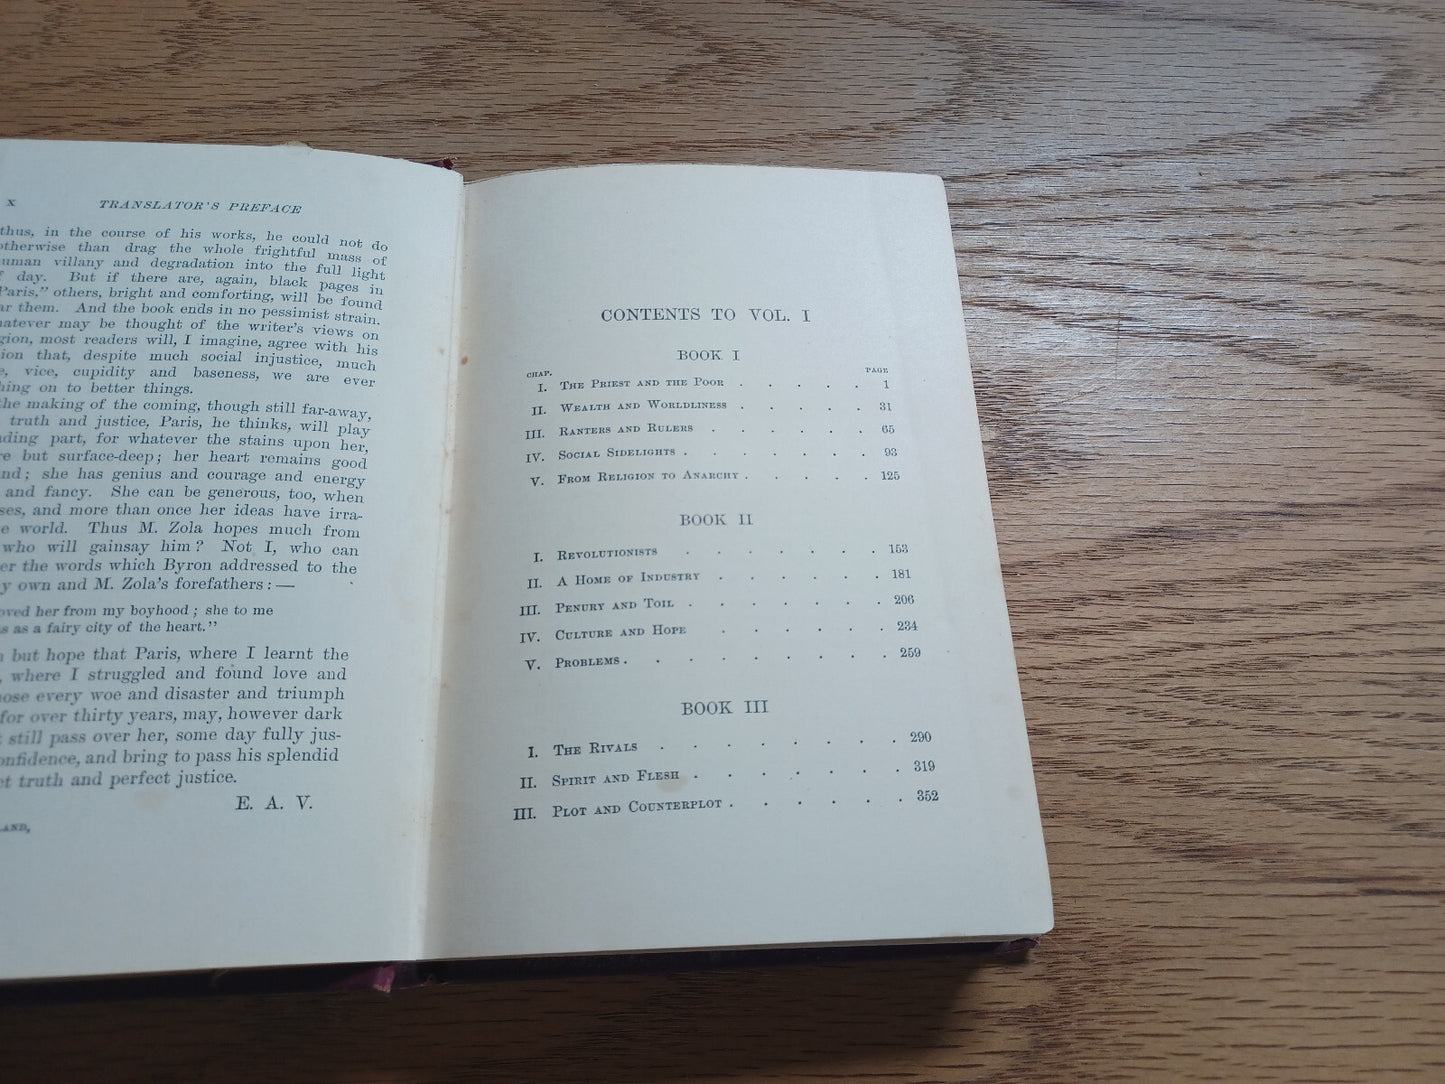 x TRANSLATOR'S PREFACE
thus, in the course of his works, he could not do
otherwise than drag the whole frightful mass of
human villany and degradation into the full light
of day. But if there are, again, black pages in
"Paris," others, bright and comforting, will be found
them. And the book ends in no pessimist strain.
may be thought of the writer's views on
most readers will, I imagine, agree with his
that, despite much social injustice, much
vice, cupidity and baseness, we are ever
on to better things.
the making of the coming, though still far-away,
truth and justice, Paris, he thinks, will play
part, for whatever the stains upon her,
but surface-deep; her heart remains good
she has genius and courage and energy
and fancy. She can be generous, too, when
and more than once her ideas have irra-
world. Thus M. Zola hopes much from
who will gainsay him? Not I, who can
the words which Byron addressed to the
own and M. Zola's forefathers:—
her from my boyhood; she to me
as a fairy city of the heart."
but hope that Paris, where I learnt the
where I struggled and found love and
every woe and disaster and triumph
for over thirty years, may, however dark
still pass over her, some day fully jus-
and bring to pass his splendid
truth and perfect justice.
E. A. V.
CONTENTS TO VOL. I
BOOK I
CHAP. PAGE
I. THE PRIEST AND THE POOR . . . . . 1
II. WEALTH AND WORLDLINESS . . . . . 31
III. RANTERS AND RULERS . . . . . . 65
IV. SOCIAL SIDELIGHTS . . . . . . . 93
V. FROM RELIGION TO ANARCHY . . . . . 125
BOOK II
I. REVOLUTIONISTS . . . . . . . 153
II. A HOME OF INDUSTRY . . . . . . 181
III. PENURY AND TOIL . . . . . . . 206
IV. CULTURE AND HOPE . . . . . . 234
V. PROBLEMS . . . . . . . . . 259
BOOK III
I. THE RIVALS . . . . . . . . 290
II. SPIRIT AND FLESH . . . . . . . 319
III. PLOT AND COUNTERPLOT . . . . . . 352